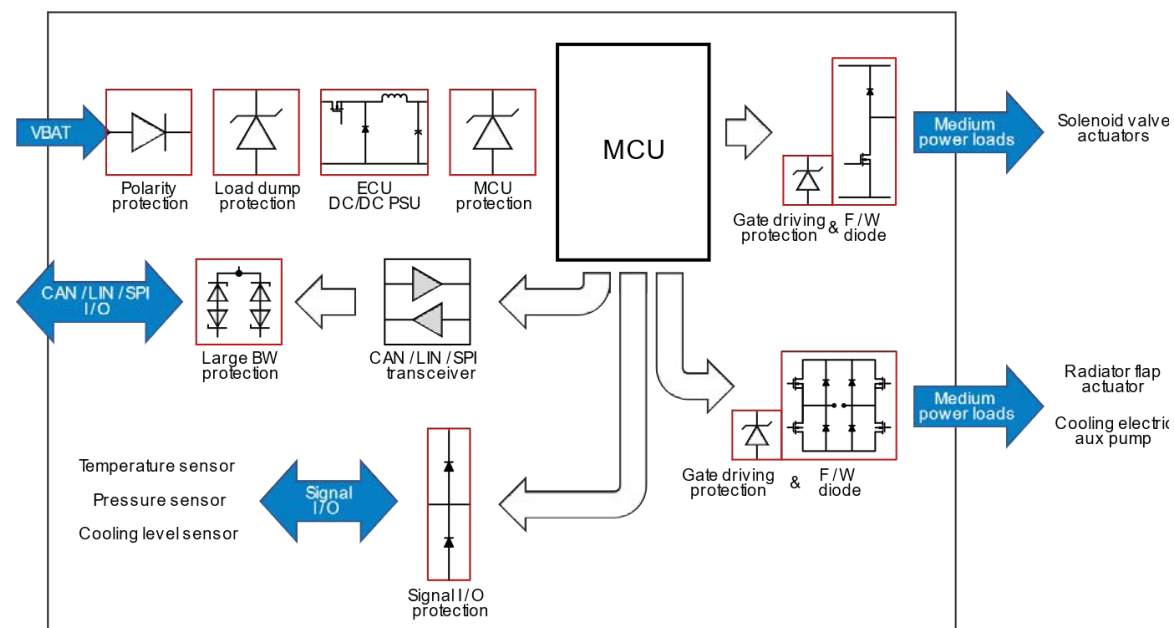 VBAT
Polarity
protection
Load dump
protection
ECU
DC/DC PSU
MCU
protection
MCU
Gate driving
protection
&
F/W
diode
Medium
power loads
Solenoid valve
actuators
CAN/LIN/SPI
I/O
Large BW
protection
CAN/LIN/SPI
transceiver
Gate driving
protection
&
F/W
diode
Medium
power loads
Radiator flap
actuator
Cooling electric
aux pump
Temperature sensor
Pressure sensor
Cooling level sensor
Signal
I/O
Signal I/O
protection